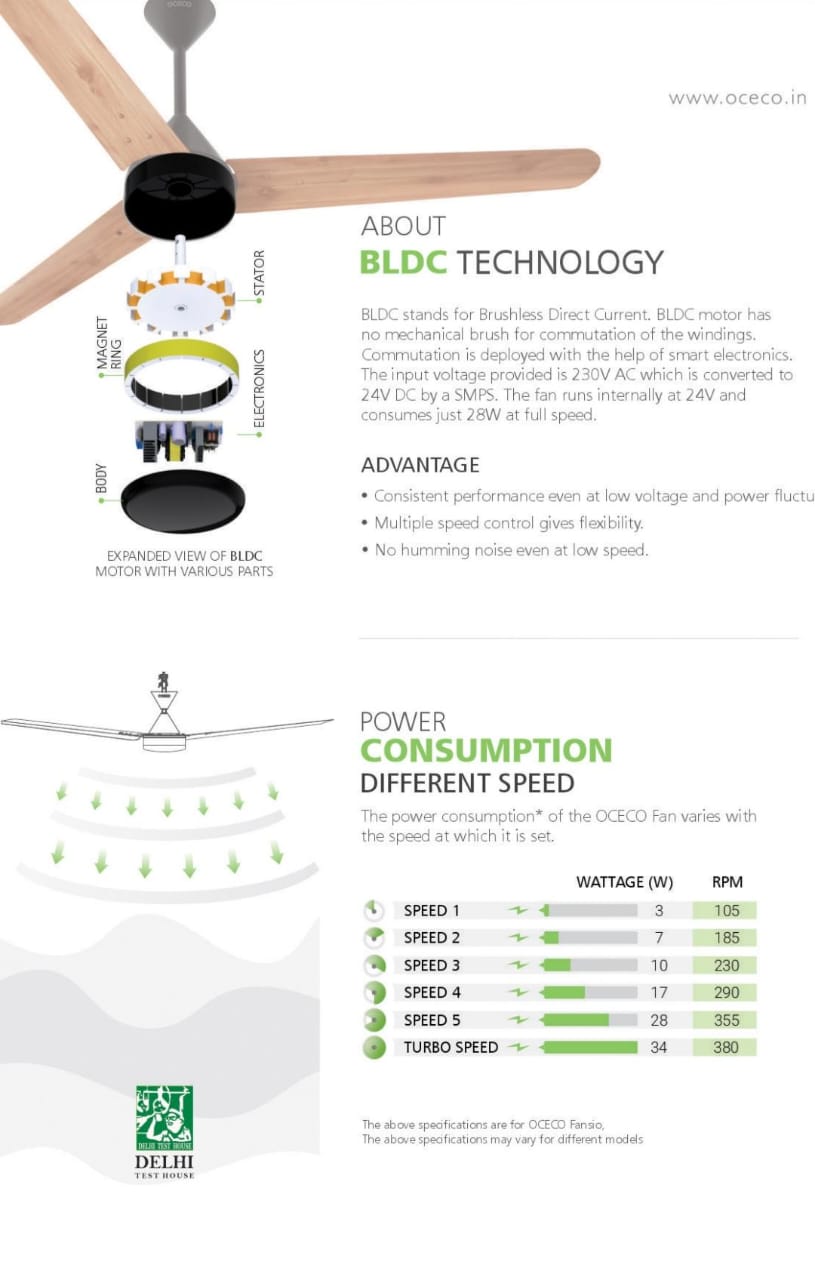 OCECO
www.oceco.in
ABOUT
BLDC TECHNOLOGY
BLDC stands for Brushless Direct Current. BLDC motor has
no mechanical brush for commutation of the windings.
Commutation is deployed with the help of smart electronics.
The input voltage provided is 230V AC which is converted to
24V DC by a SMPS. The fan runs internally at 24V and
consumes just 28W at full speed.
ADVANTAGE
• Consistent performance even at low voltage and power fluctu
• Multiple speed control gives flexibility.
• No humming noise even at low speed.
STATOR
MAGNET
RING
ELECTRONICS
BODY
EXPANDED VIEW OF BLDC
MOTOR WITH VARIOUS PARTS
POWER
CONSUMPTION
DIFFERENT SPEED
The power consumption* of the OCECO Fan varies with
the speed at which it is set.
WATTAGE (W) RPM
SPEED 1 3 105
SPEED 2 7 185
SPEED 3 10 230
SPEED 4 17 290
SPEED 5 28 355
TURBO SPEED 34 380
The above specifications are for OCECO Fansio,
The above specifications may vary for different models
DELHI TEST HOUSE
DELHI
TEST HOUSE